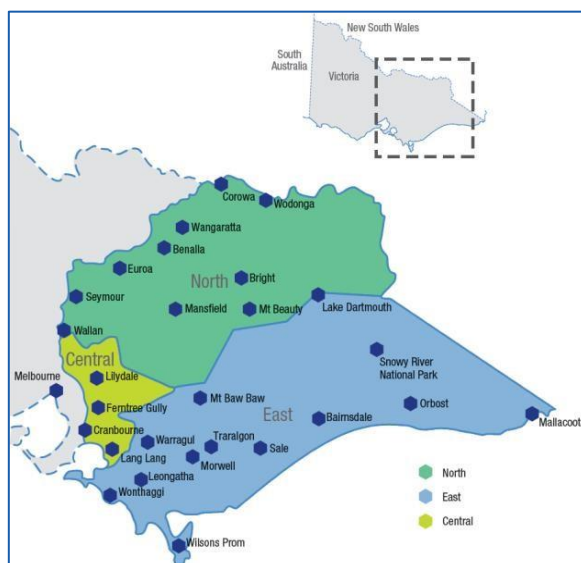 New South Wales
South
Australia
Victoria
Corowa
Wodonga
Wangaratta
Benalla
Euroa
Bright
North
Seymour
Mansfield
Mt Beauty
Lake Dartmouth
Wallan
Central
Melbourne
Lilydale
Snowy River
National Park
Mt Baw Baw
Ferntree Gully
East
Orbost
Bairnsdale
Mallacoot
Cranbourne
Warragul
Traralgon
Sale
Lang Lang
Morwell
Leongatha
Wonthaggi
Wilsons Prom
North
East
Central